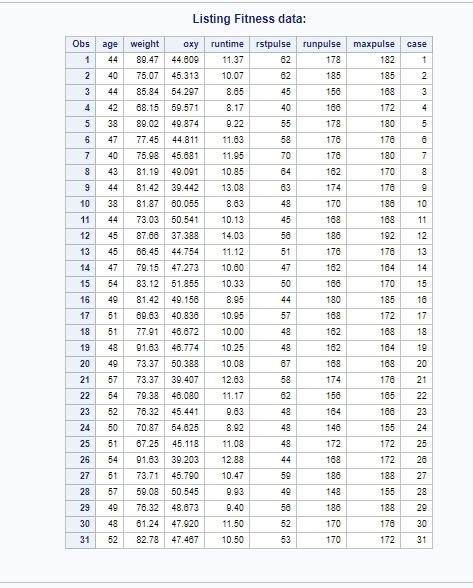 Listing Fitness data:
Obs age weight oxy runtime rstpulse runpulse maxpulse case
1 44 89.47 44.609 11.37 62 178 182 1
2 40 75.07 45.313 10.07 62 185 185 2
3 44 85.84 54.297 8.65 45 156 168 3
4 42 68.15 59.571 8.17 40 166 172 4
5 38 89.02 49.874 9.22 55 178 180 5
6 47 77.45 44.811 11.63 58 176 176 6
7 40 75.98 45.681 11.95 70 176 180 7
8 43 81.19 49.091 10.85 64 162 170 8
9 44 81.42 39.442 13.08 63 174 176 9
10 38 81.87 60.055 8.63 48 170 186 10
11 44 73.03 50.541 10.13 45 168 168 11
12 45 87.66 37.388 14.03 56 186 192 12
13 45 66.45 44.754 11.12 51 176 176 13
14 47 79.15 47.273 10.60 47 162 164 14
15 54 83.12 51.855 10.33 50 166 170 15
16 49 81.42 49.156 8.95 44 180 185 16
17 51 69.63 40.836 10.95 57 168 172 17
18 51 77.91 46.672 10.00 48 162 168 18
19 48 91.63 46.774 10.25 48 162 164 19
20 49 73.37 50.388 10.08 67 168 168 20
21 57 73.37 39.407 12.63 58 174 176 21
22 54 79.38 46.080 11.17 62 156 165 22
23 52 76.32 45.441 9.63 48 164 166 23
24 50 70.87 54.625 8.92 48 146 155 24
25 51 67.25 45.118 11.08 48 172 172 25
26 54 91.63 39.203 12.88 44 168 172 26
27 51 73.71 45.790 10.47 59 186 188 27
28 57 59.08 50.545 9.93 49 148 155 28
29 49 76.32 48.673 9.40 56 186 188 29
30 48 61.24 47.920 11.50 52 170 176 30
31 52 82.78 47.467 10.50 53 170 172 31